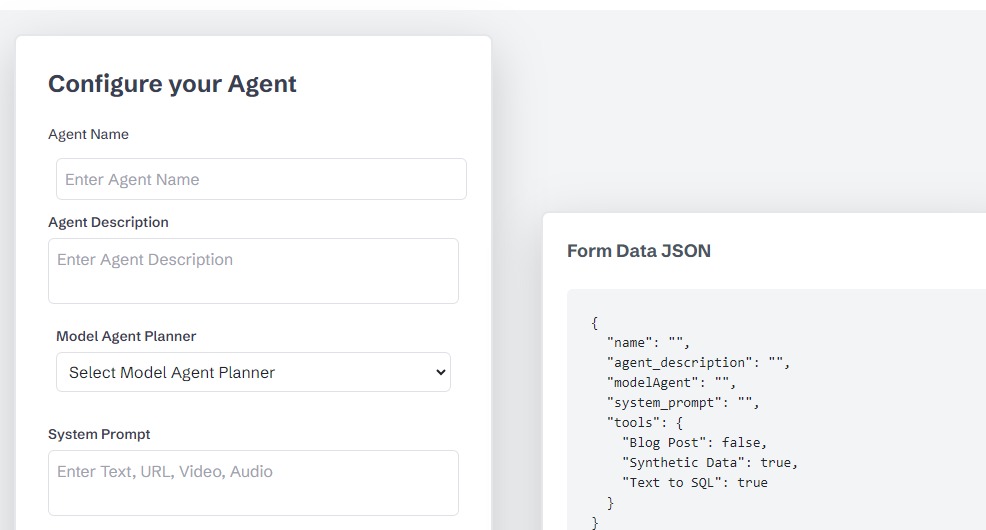 Configure your Agent
Agent Name
Enter Agent Name
Agent Description
Enter Agent Description
Model Agent Planner
Select Model Agent Planner
System Prompt
Enter Text, URL, Video, Audio
Form Data JSON
{
  "name": "",
  "agent_description": "",
  "modelAgent": "",
  "system_prompt": "",
  "tools": {
    "Blog Post": false,
    "Synthetic Data": true,
    "Text to SQL": true
  }
}